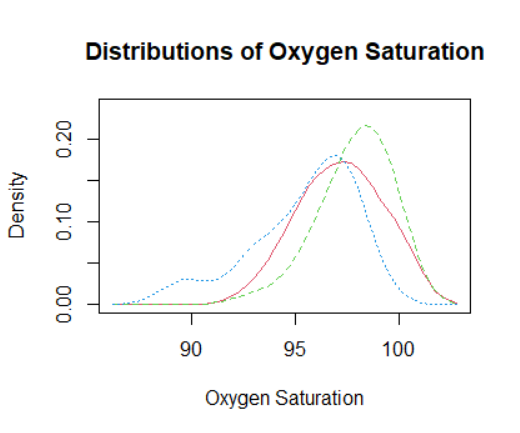 Distributions of Oxygen Saturation
Density
0.20
0.10
0.00
90 95 100
Oxygen Saturation